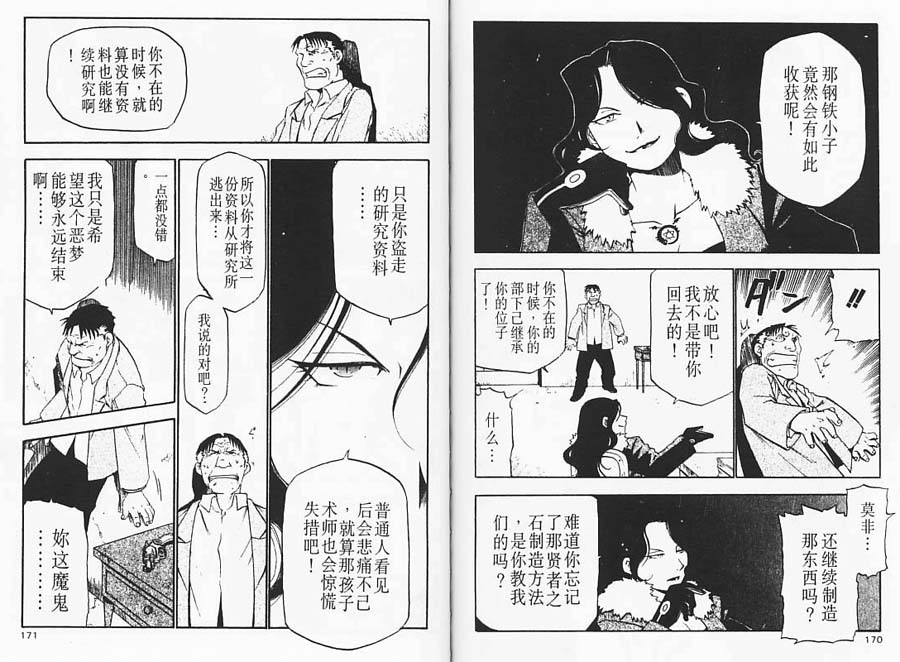 那钢铁小子
竟然会有如此
收获呢！
!!
ダン
放心吧！
我不是带你
回去的！
你不在的
时候，你的
部下已继承
你的位子
了！
什么…
莫非…
还继续制造
那东西吗？
难道你忘记
了那贤者之
石制造方法
，是你教我
们的吗？
170
你不在的
时候，就
算没有资
料也能继
续研究啊
！
只是你盗走
的研究资料
普通人看见
后会悲痛不己
，就算那孩子
术师也会惊慌
失措吧！
所以你才将这一
份资料从研究所
逃出来…
我说的对吧？
一点都没错
。
我只是希
望这个恶梦
能够永远结束
啊……
……妳这魔鬼
……
171